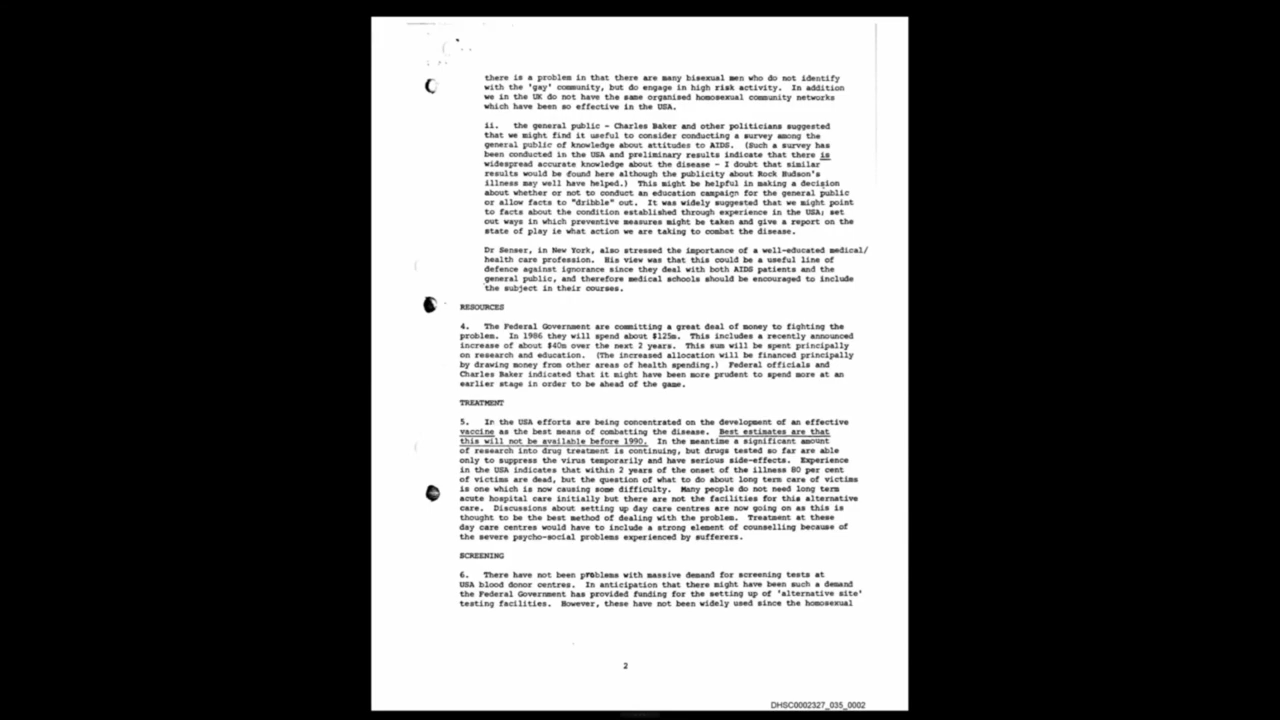 there is a problem in that there are many bisexual men who do not identify
with the 'gay' community, but do engage in high risk activity. In addition
we in the UK do not have the same organised homosexual community networks
which have been so effective in the USA.
ii. the general public - Charles Baker and other politicians suggested
that we might find it useful to consider conducting a survey among the
general public of knowledge about attitudes to AIDS. (Such a survey has
been conducted in the USA and preliminary results indicate that there is
widespread accurate knowledge about the disease - I doubt that similar
results would be found here although the publicity about Rock Hudson's
illness may well have helped.) This might be helpful in making a decision
about whether or not to conduct an education campaign for the general public
or allow facts to "dribble" out. It was widely suggested that we might point
to facts about the condition established through experience in the USA; set
out ways in which preventive measures might be taken and give a report on the
state of play ie what action we are taking to combat the disease.
Dr Senser, in New York, also stressed the importance of a well-educated medical/
health care profession. His view was that this could be a useful line of
defence against ignorance since they deal with both AIDS patients and the
general public, and therefore medical schools should be encouraged to include
the subject in their courses.
RESOURCES
4. The Federal Government are committing a great deal of money to fighting the
problem. In 1986 they will spend about $125m. This includes a recently announced
increase of about $40m over the next 2 years. This sum will be spent principally
on research and education. (The increased allocation will be financed principally
by drawing money from other areas of health spending.) Federal officials and
Charles Baker indicated that it might have been more prudent to spend more at an
earlier stage in order to be ahead of the game.
TREATMENT
5. In the USA efforts are being concentrated on the development of an effective
vaccine as the best means of combatting the disease. Best estimates are that
this will not be available before 1990. In the meantime a significant amount
of research into drug treatment is continuing, but drugs tested so far are able
only to suppress the virus temporarily and have serious side-effects. Experience
in the USA indicates that within 2 years of the onset of the illness 80 per cent
of victims are dead, but the question of what to do about long term care of victims
is one which is now causing some difficulty. Many people do not need long term
acute hospital care initially but there are not the facilities for this alternative
care. Discussions about setting up day care centres are now going on as this is
thought to be the best method of dealing with the problem. Treatment at these
day care centres would have to include a strong element of counselling because of
the severe psycho-social problems experienced by sufferers.
SCREENING
6. There have not been problems with massive demand for screening tests at
USA blood donor centres. In anticipation that there might have been such a demand
the Federal Government has provided funding for the setting up of 'alternative site'
testing facilities. However, these have not been widely used since the homosexual
2
DHSC0002327_035_0002